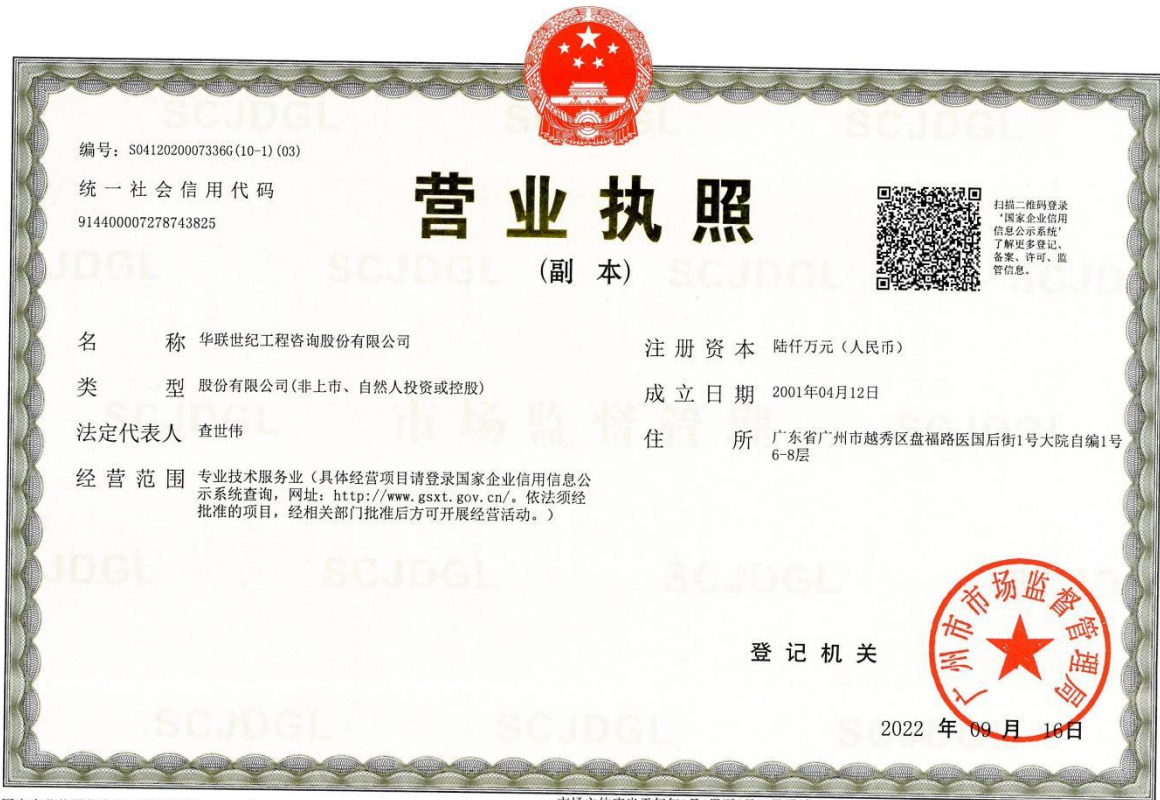 编号：S0412020007336G(10-1)(03)
统一社会信用代码
914400007278743825
营业执照
（副 本）
扫描二维码登录
‘国家企业信用
信息公示系统’
了解更多登记、
备案、许可、监
管信息。
名 称 华联世纪工程咨询股份有限公司
类 型 股份有限公司(非上市、自然人投资或控股)
法定代表人 查世伟
经营范围 专业技术服务业（具体经营项目请登录国家企业信用信息公
示系统查询，网址：http://www.gsxt.gov.cn/。依法须经
批准的项目，经相关部门批准后方可开展经营活动。）
注册资本 陆仟万元（人民币）
成立日期 2001年04月12日
住 所 广东省广州市越秀区盘福路医国后街1号大院自编1号
6-8层
登记机关
广州市市场监督管理局
2022 年 09 月 16日
SCJDGL
市场监督管理